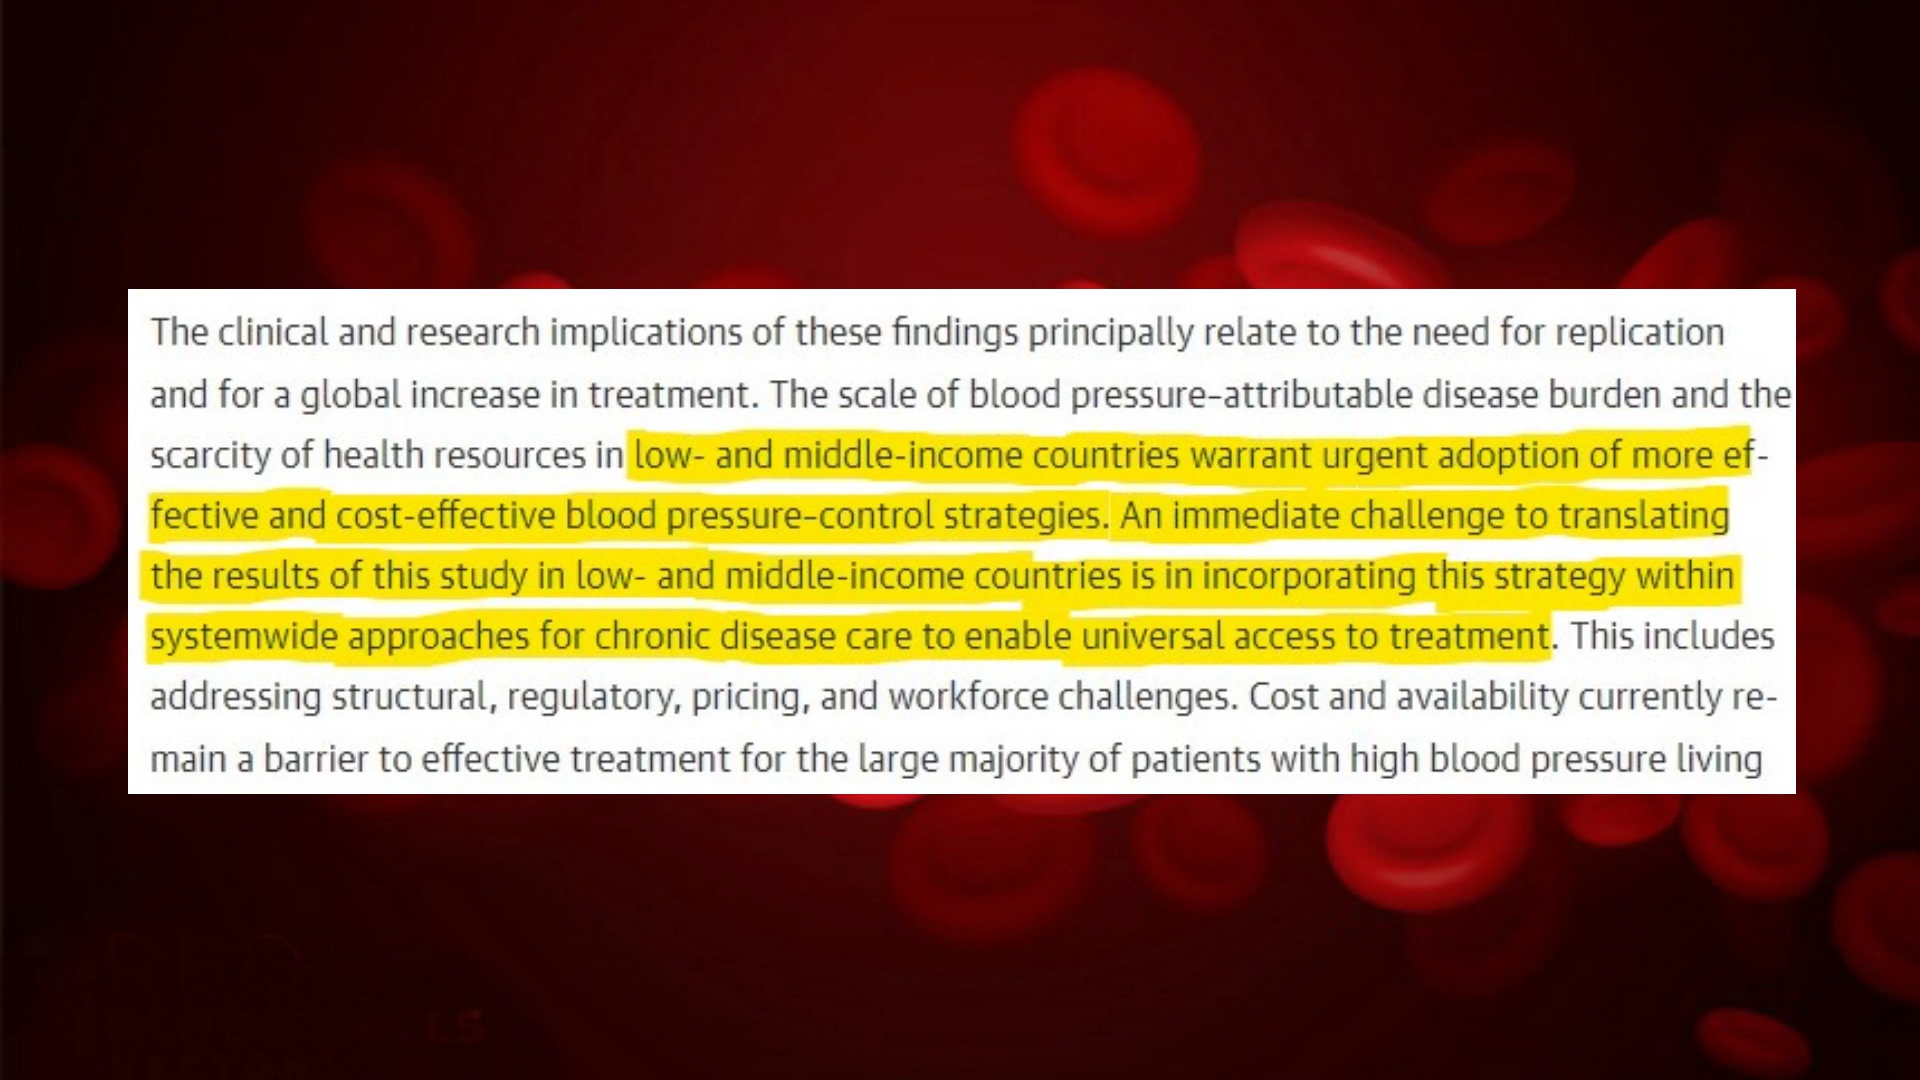 The clinical and research implications of these findings principally relate to the need for replication
and for a global increase in treatment. The scale of blood pressure–attributable disease burden and the
scarcity of health resources in low- and middle-income countries warrant urgent adoption of more ef-
fective and cost-effective blood pressure–control strategies. An immediate challenge to translating
the results of this study in low- and middle-income countries is in incorporating this strategy within
systemwide approaches for chronic disease care to enable universal access to treatment. This includes
addressing structural, regulatory, pricing, and workforce challenges. Cost and availability currently re-
main a barrier to effective treatment for the large majority of patients with high blood pressure living